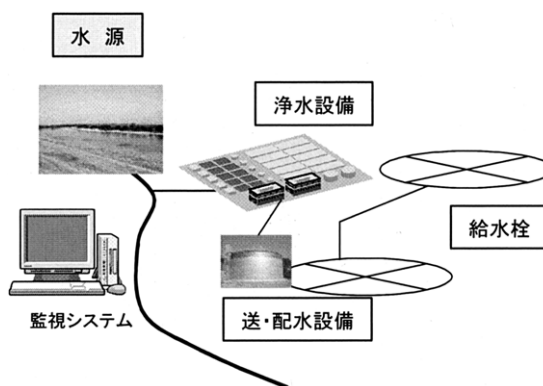 水 源
浄水設備
給水栓
監視システム
送・配水設備